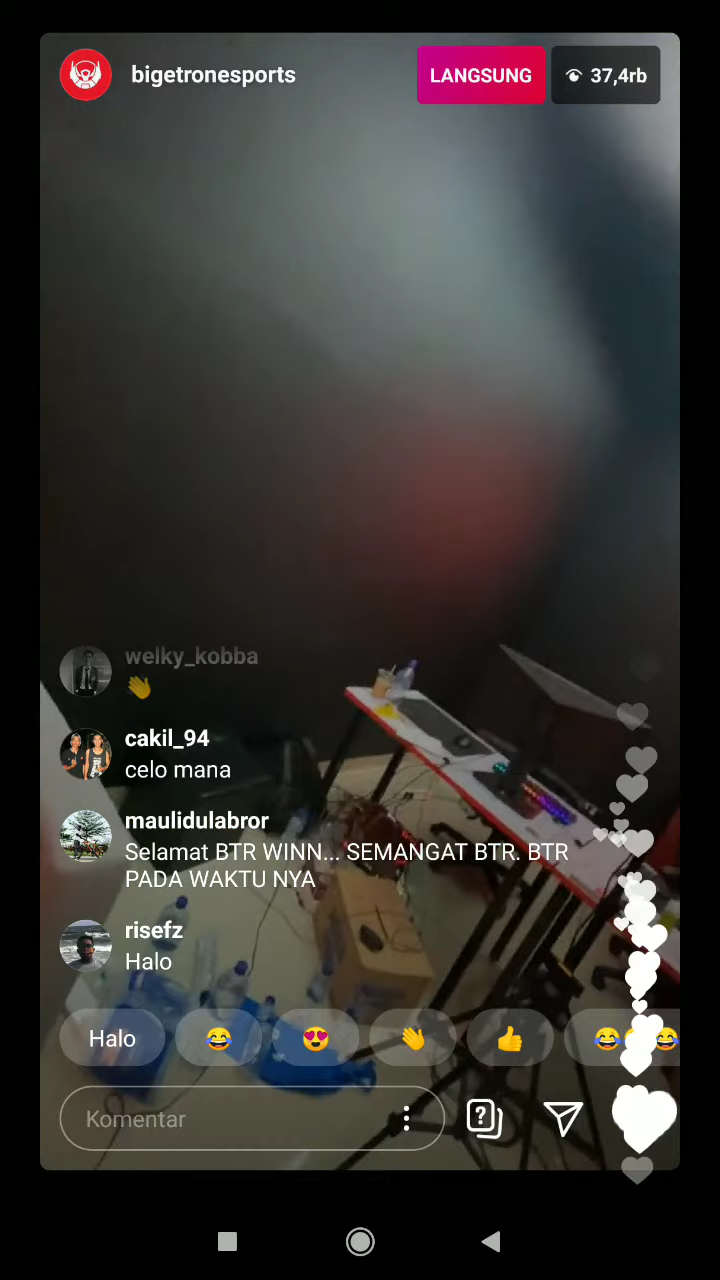 bigetronesports
LANGSUNG
37,4rb
welky_kobba
👋
cakil_94
celo mana
maulidulabror
Selamat BTR WINN... SEMANGAT BTR. BTR
PADA WAKTU NYA
risefz
Halo
Halo 😂 😍 👋 👍 😂 😂
Komentar